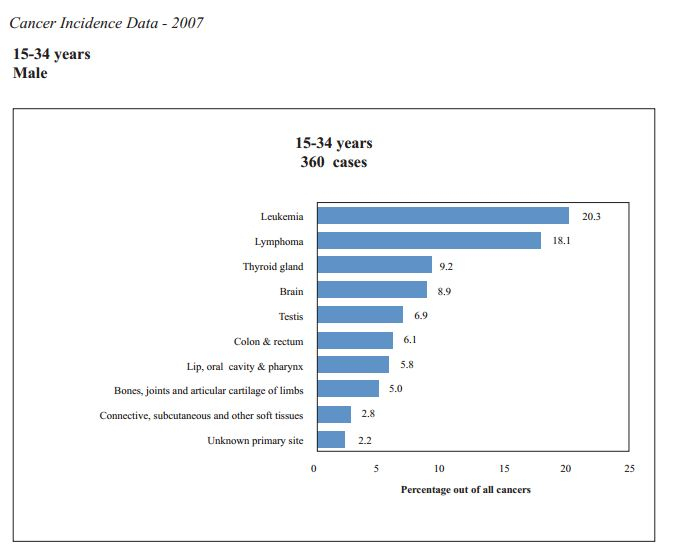 Cancer Incidence Data - 2007
15-34 years
Male
15-34 years
360 cases
Leukemia 20.3
Lymphoma 18.1
Thyroid gland 9.2
Brain 8.9
Testis 6.9
Colon & rectum 6.1
Lip, oral cavity & pharynx 5.8
Bones, joints and articular cartilage of limbs 5.0
Connective, subcutaneous and other soft tissues 2.8
Unknown primary site 2.2
0 5 10 15 20 25
Percentage out of all cancers